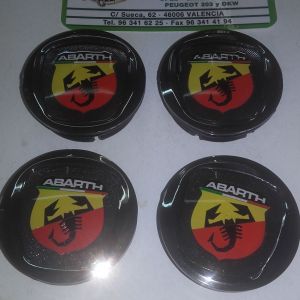 PEUGEOT 203 y DKW
C/ Sueca, 62 - 46006 VALENCIA
Tel. 96 341 62 25 - Fax 96 341 41 94
ABARTH
ABARTH
ABARTH
ABARTH